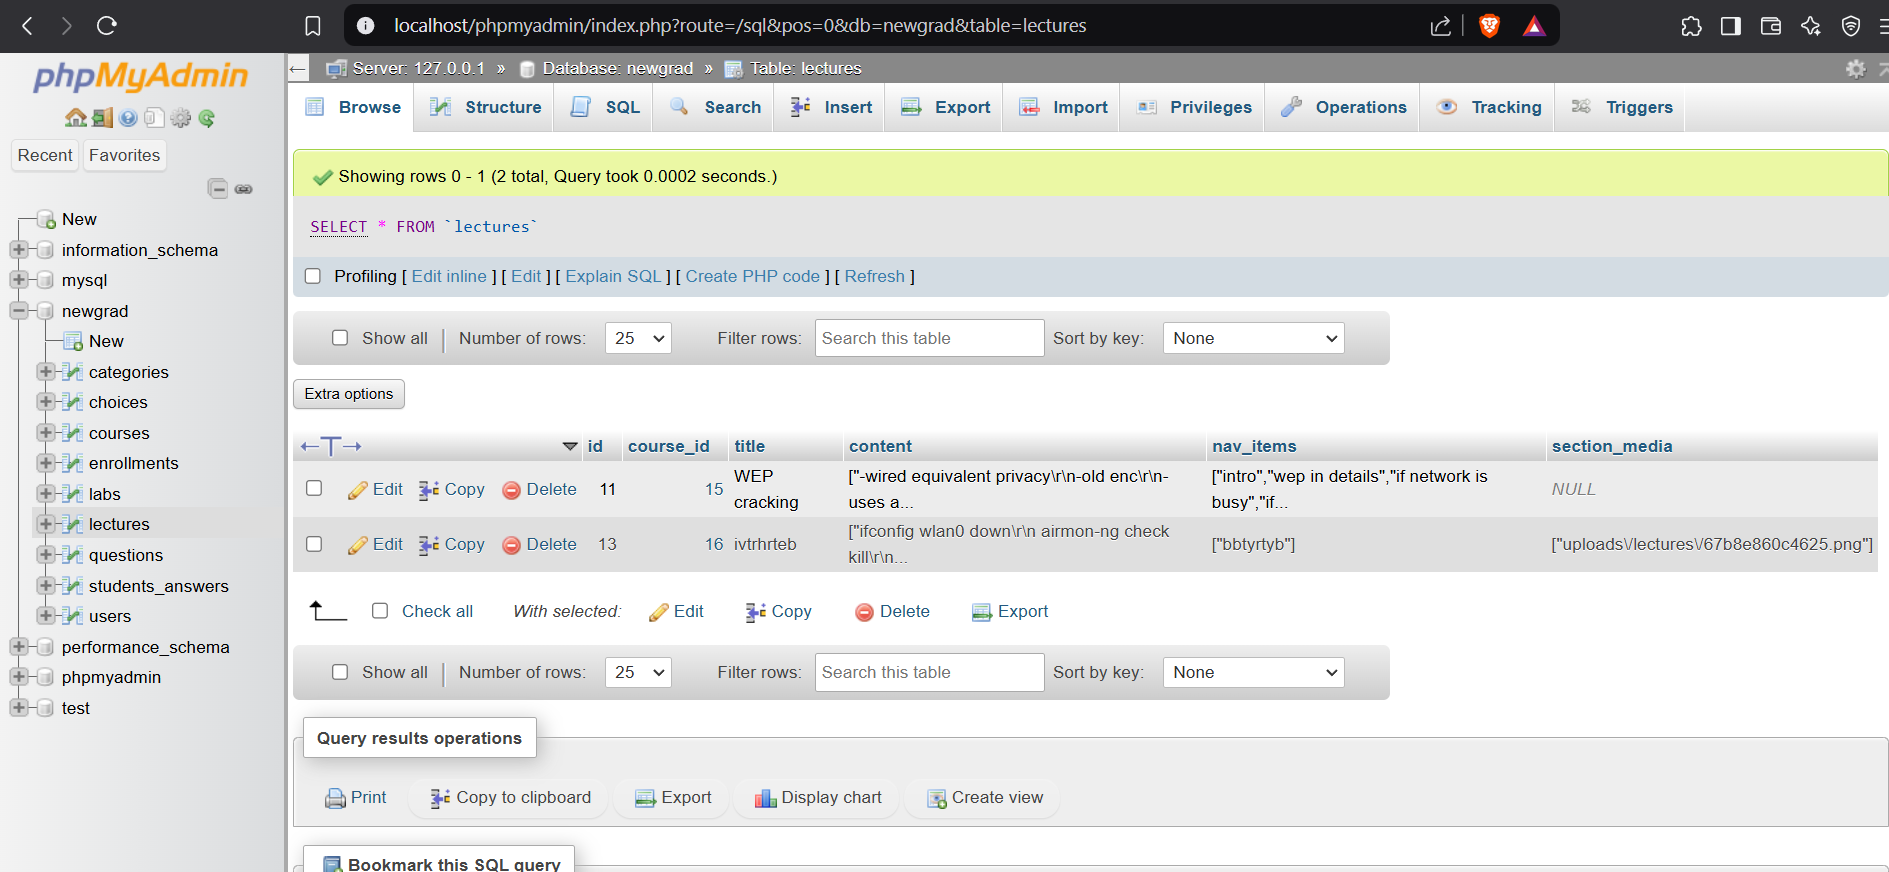 localhost/phpmyadmin/index.php?route=/sql&pos=0&db=newgrad&table=lectures
phpMyAdmin
Recent Favorites
New
information_schema
mysql
newgrad
New
categories
choices
courses
enrollments
labs
lectures
questions
students_answers
users
performance_schema
phpmyadmin
test
Server: 127.0.0.1 » Database: newgrad » Table: lectures
Browse Structure SQL Search Insert Export Import Privileges Operations Tracking Triggers
Showing rows 0 - 1 (2 total, Query took 0.0002 seconds.)
SELECT * FROM `lectures`
Profiling [ Edit inline ] [ Edit ] [ Explain SQL ] [ Create PHP code ] [ Refresh ]
Show all | Number of rows: 25 Filter rows: Search this table Sort by key: None
Extra options
←T→ id course_id title content nav_items section_media
Edit Copy Delete 11 15 WEP cracking ["-wired equivalent privacy\r\n-old enc\r\n-uses a... ["intro","wep in details","if network is busy","if... NULL
Edit Copy Delete 13 16 ivtrhrteb ["ifconfig wlan0 down\r\n airmon-ng check kill\r\n... ["bbtyrtyb"] ["uploads\/lectures\/67b8e860c4625.png"]
Check all With selected: Edit Copy Delete Export
Show all | Number of rows: 25 Filter rows: Search this table Sort by key: None
Query results operations
Print Copy to clipboard Export Display chart Create view
Bookmark this SQL query